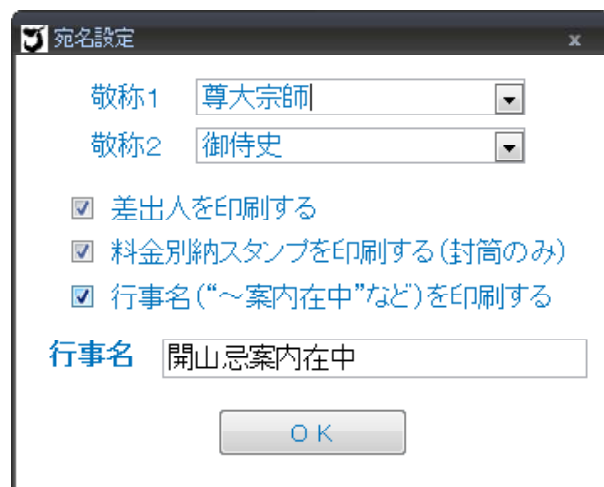 宛名設定
敬称1 尊大宗師
敬称2 御侍史
差出人を印刷する
料金別納スタンプを印刷する(封筒のみ)
行事名(“～案内在中”など)を印刷する
行事名 開山忌案内在中
ＯＫ